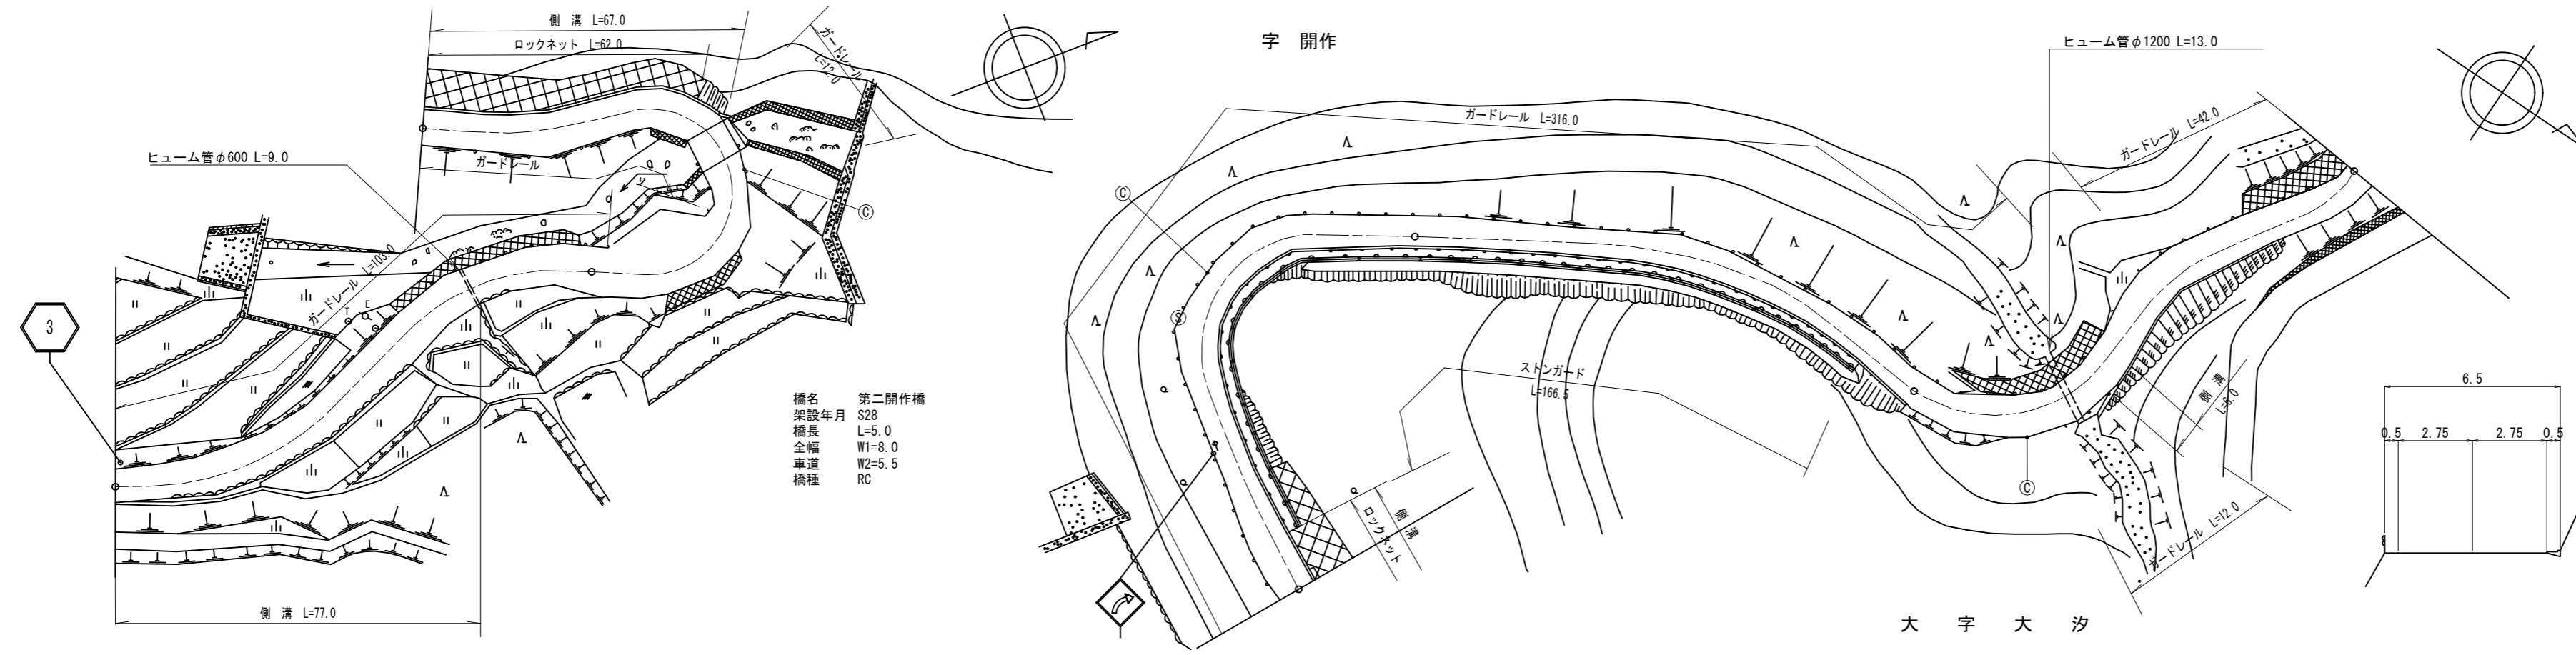 側 溝 L=67.0
ロックネット L=62.0
ガードレール
L=12.0
ヒューム管φ600 L=9.0
ガードレール
C
ガードレール L=103.0
E
T
3
側 溝 L=77.0
橋名 第二開作橋
架設年月 S28
橋長 L=5.0
全幅 W1=8.0
車道 W2=5.5
橋種 RC
字 開作
ガードレール L=316.0
ヒューム管φ1200 L=13.0
ガードレール L=42.0
C
S
ストンガード
L=166.5
側 溝
ロックネット
側 溝
L=6.0
C
ガードレール L=12.0
大 字 大 汐
6.5
0.5 2.75 2.75 0.5